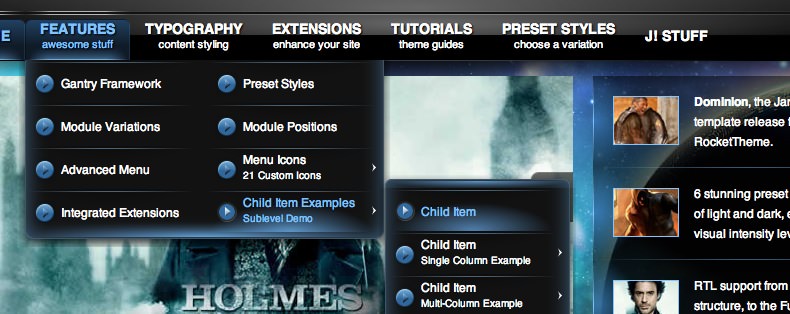 E
FEATURES
awesome stuff
TYPOGRAPHY
content styling
EXTENSIONS
enhance your site
TUTORIALS
theme guides
PRESET STYLES
choose a variation
J! STUFF
Gantry Framework
Preset Styles
Module Variations
Module Positions
Advanced Menu
Menu Icons
21 Custom Icons
Integrated Extensions
Child Item Examples
Sublevel Demo
Child Item
Child Item
Single Column Example
Child Item
Multi-Column Example
HOLMES
Dominion, the Jan
template release f
RocketTheme.
6 stunning preset
of light and dark, e
visual intensity lev
RTL support from
structure, to the Fu